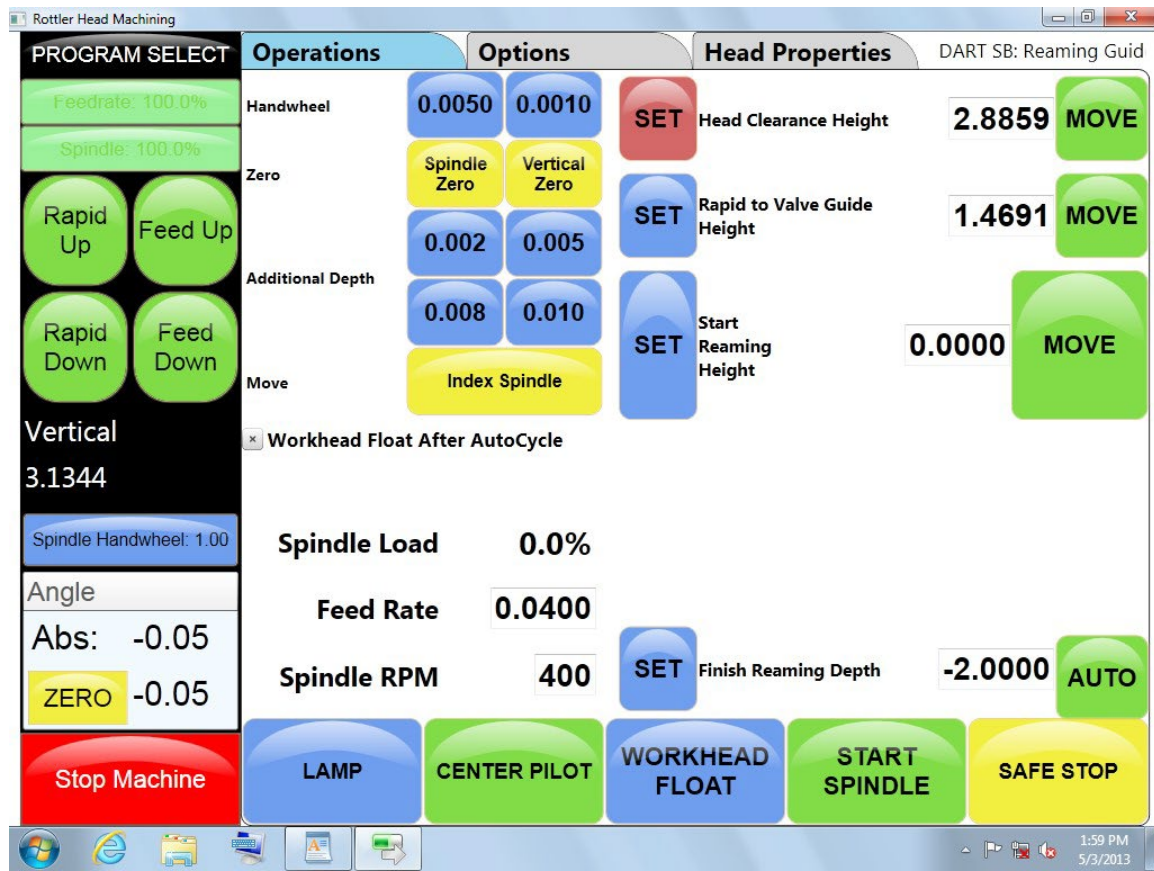 Rottler Head Machining
PROGRAM SELECT
Operations
Options
Head Properties
DART SB: Reaming Guid
Feedrate: 100.0%
Spindle: 100.0%
Rapid
Up
Feed Up
Rapid
Down
Feed
Down
Vertical
3.1344
Spindle Handwheel: 1.00
Angle
Abs: -0.05
ZERO -0.05
Stop Machine
Handwheel
0.0050
0.0010
Zero
Spindle
Zero
Vertical
Zero
Additional Depth
0.002
0.005
0.008
0.010
Move
Index Spindle
SET
Head Clearance Height
2.8859
MOVE
SET
Rapid to Valve Guide
Height
1.4691
MOVE
SET
Start
Reaming
Height
0.0000
MOVE
Workhead Float After AutoCycle
Spindle Load 0.0%
Feed Rate 0.0400
Spindle RPM 400
SET
Finish Reaming Depth
-2.0000
AUTO
LAMP
CENTER PILOT
WORKHEAD
FLOAT
START
SPINDLE
SAFE STOP
1:59 PM
5/3/2013